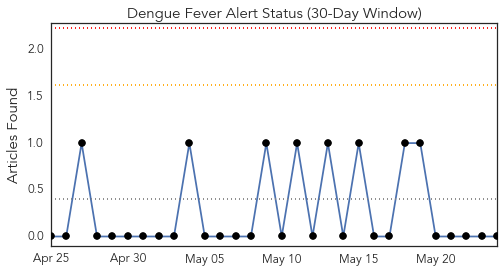 Dengue Fever Alert Status (30-Day Window)
Articles Found
2.0
1.5
1.0
0.5
0.0
Apr 25 Apr 30 May 05 May 10 May 15 May 20